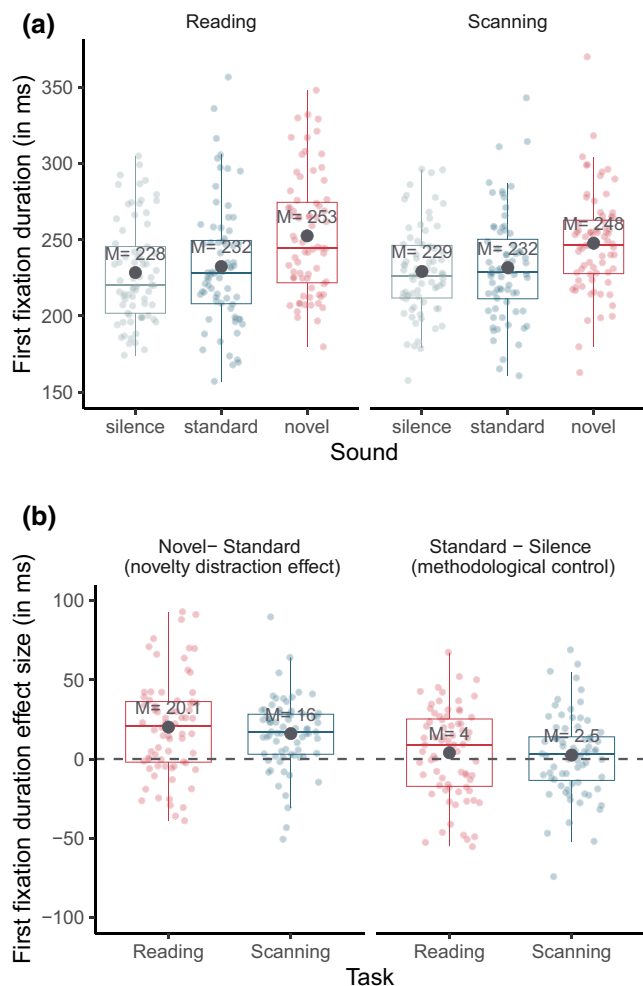 (a)
Reading
Scanning
First fixation duration (in ms)
350
300
250
200
150
M= 228
M= 232
M= 253
M= 229
M= 232
M= 248
silence
standard
novel
silence
standard
novel
Sound
(b)
Novel− Standard
(novelty distraction effect)
Standard − Silence
(methodological control)
First fixation duration effect size (in ms)
100
50
0
−50
−100
M= 20.1
M= 16
M= 4
M= 2.5
Reading
Scanning
Reading
Scanning
Task